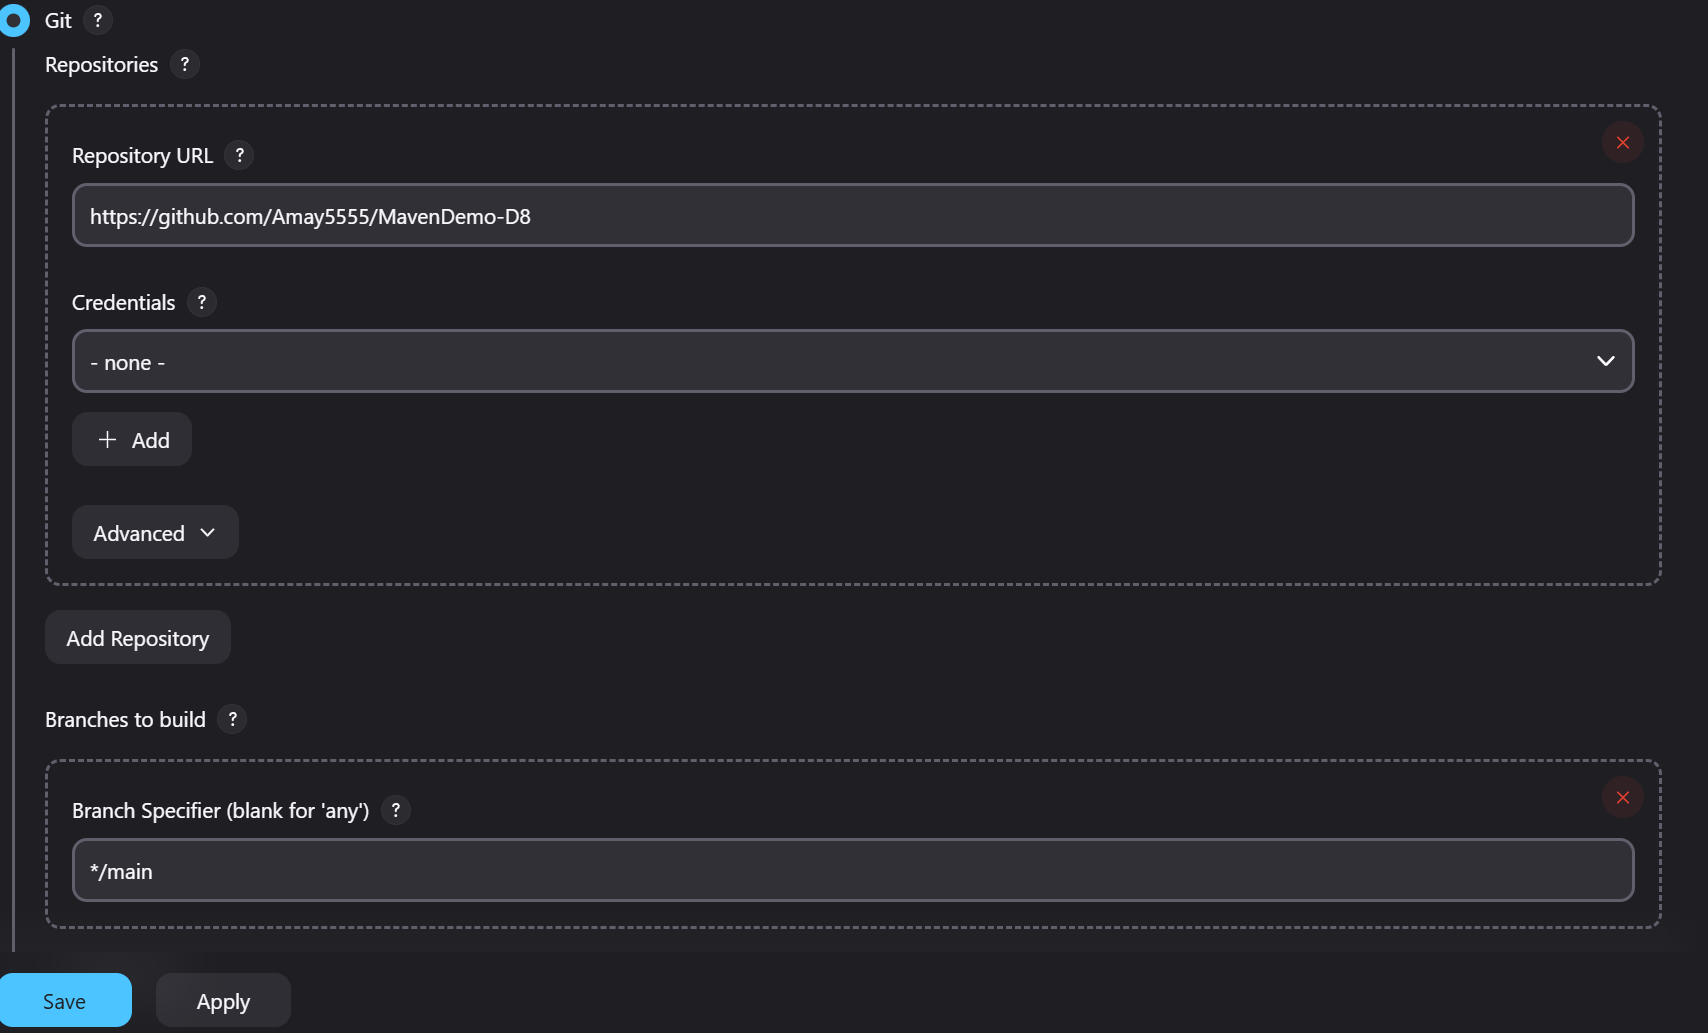 Git ?
Repositories ?
Repository URL ?
https://github.com/Amay5555/MavenDemo-D8
Credentials ?
- none -
+ Add
Advanced
Add Repository
Branches to build ?
Branch Specifier (blank for 'any') ?
*/main
Save Apply